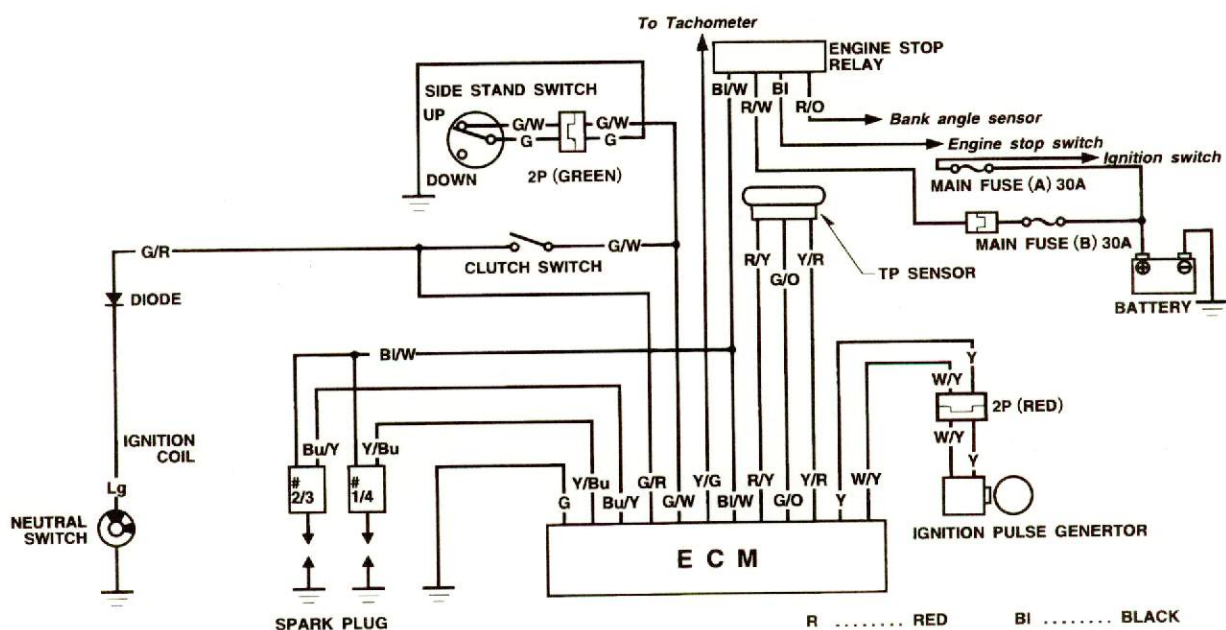 To Tachometer
ENGINE STOP
RELAY
Bl/W
R/W
Bl
R/O
Bank angle sensor
Engine stop switch
Ignition switch
MAIN FUSE (A) 30A
MAIN FUSE (B) 30A
BATTERY
SIDE STAND SWITCH
UP
DOWN
G/W
G
G/W
G
2P (GREEN)
G/R
CLUTCH SWITCH
G/W
DIODE
R/Y
G/O
Y/R
TP SENSOR
Bl/W
IGNITION
COIL
Bu/Y
Y/Bu
#
2/3
#
1/4
Lg
NEUTRAL
SWITCH
SPARK PLUG
G
Y/Bu
Bu/Y
G/R
G/W
Y/G
Bl/W
R/Y
G/O
Y/R
Y
W/Y
ECM
Y
W/Y
2P (RED)
W/Y
Y
IGNITION PULSE GENERTOR
R ........ RED
Bl ........ BLACK